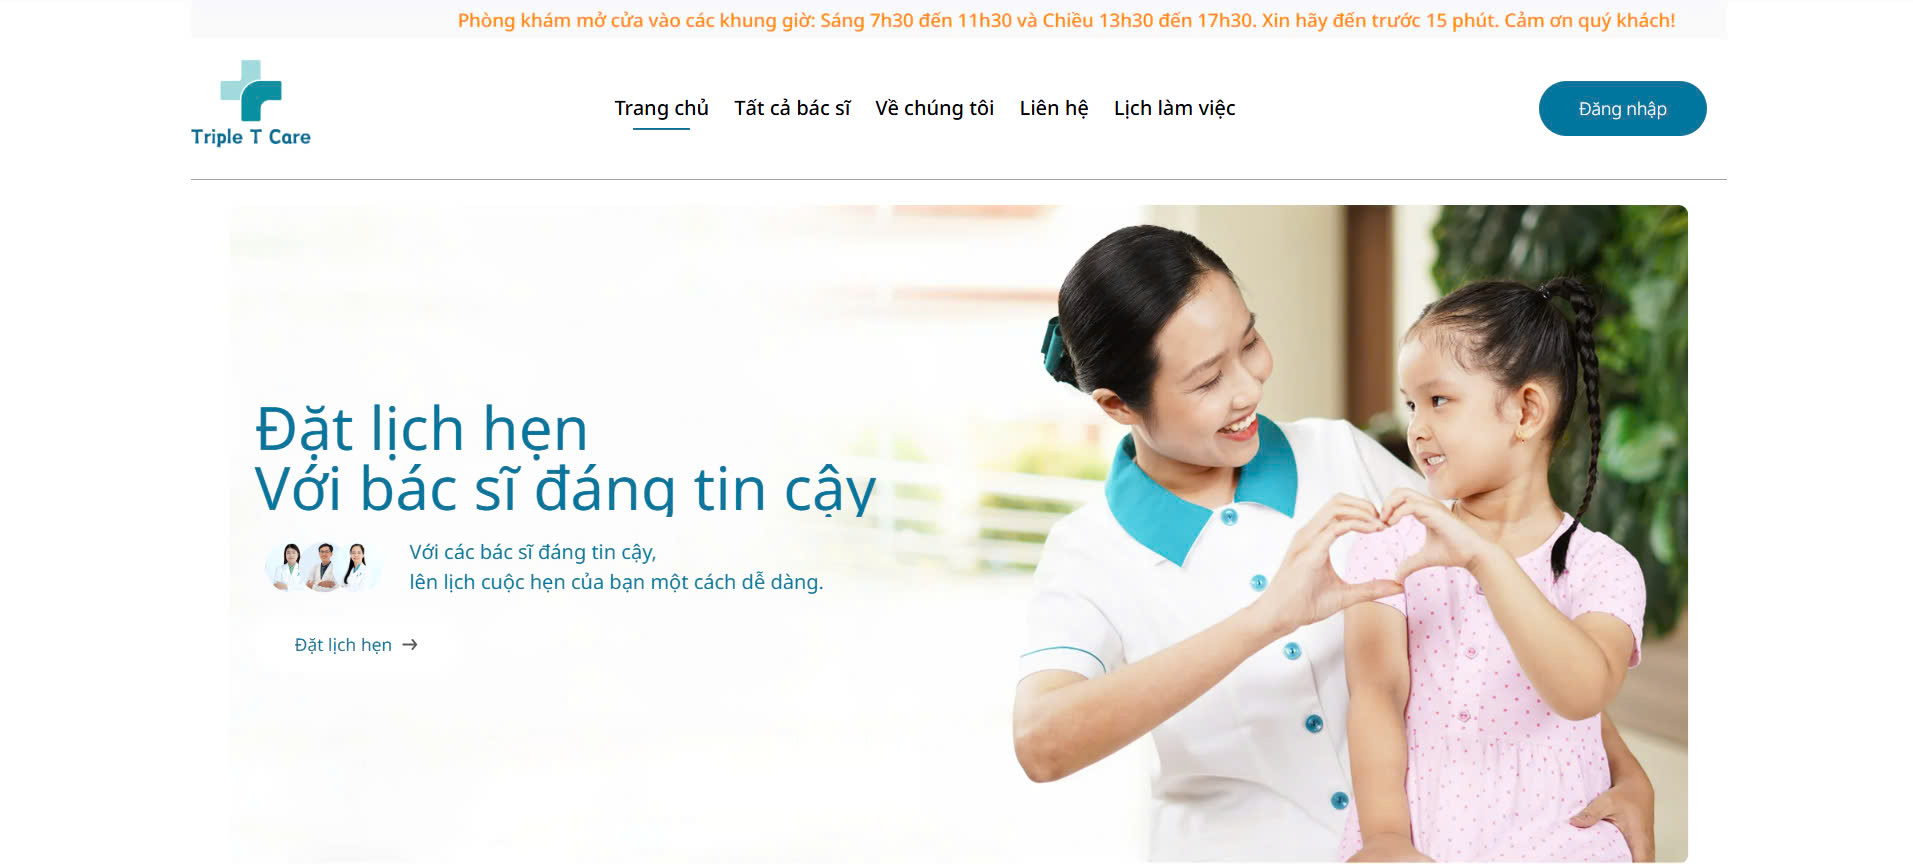 Phòng khám mở cửa vào các khung giờ: Sáng 7h30 đến 11h30 và Chiều 13h30 đến 17h30. Xin hãy đến trước 15 phút. Cảm ơn quý khách!
Triple T Care
Trang chủ
Tất cả bác sĩ
Về chúng tôi
Liên hệ
Lịch làm việc
Đăng nhập
Đặt lịch hẹn
Với bác sĩ đáng tin cậy
Với các bác sĩ đáng tin cậy,
lên lịch cuộc hẹn của bạn một cách dễ dàng.
Đặt lịch hẹn →